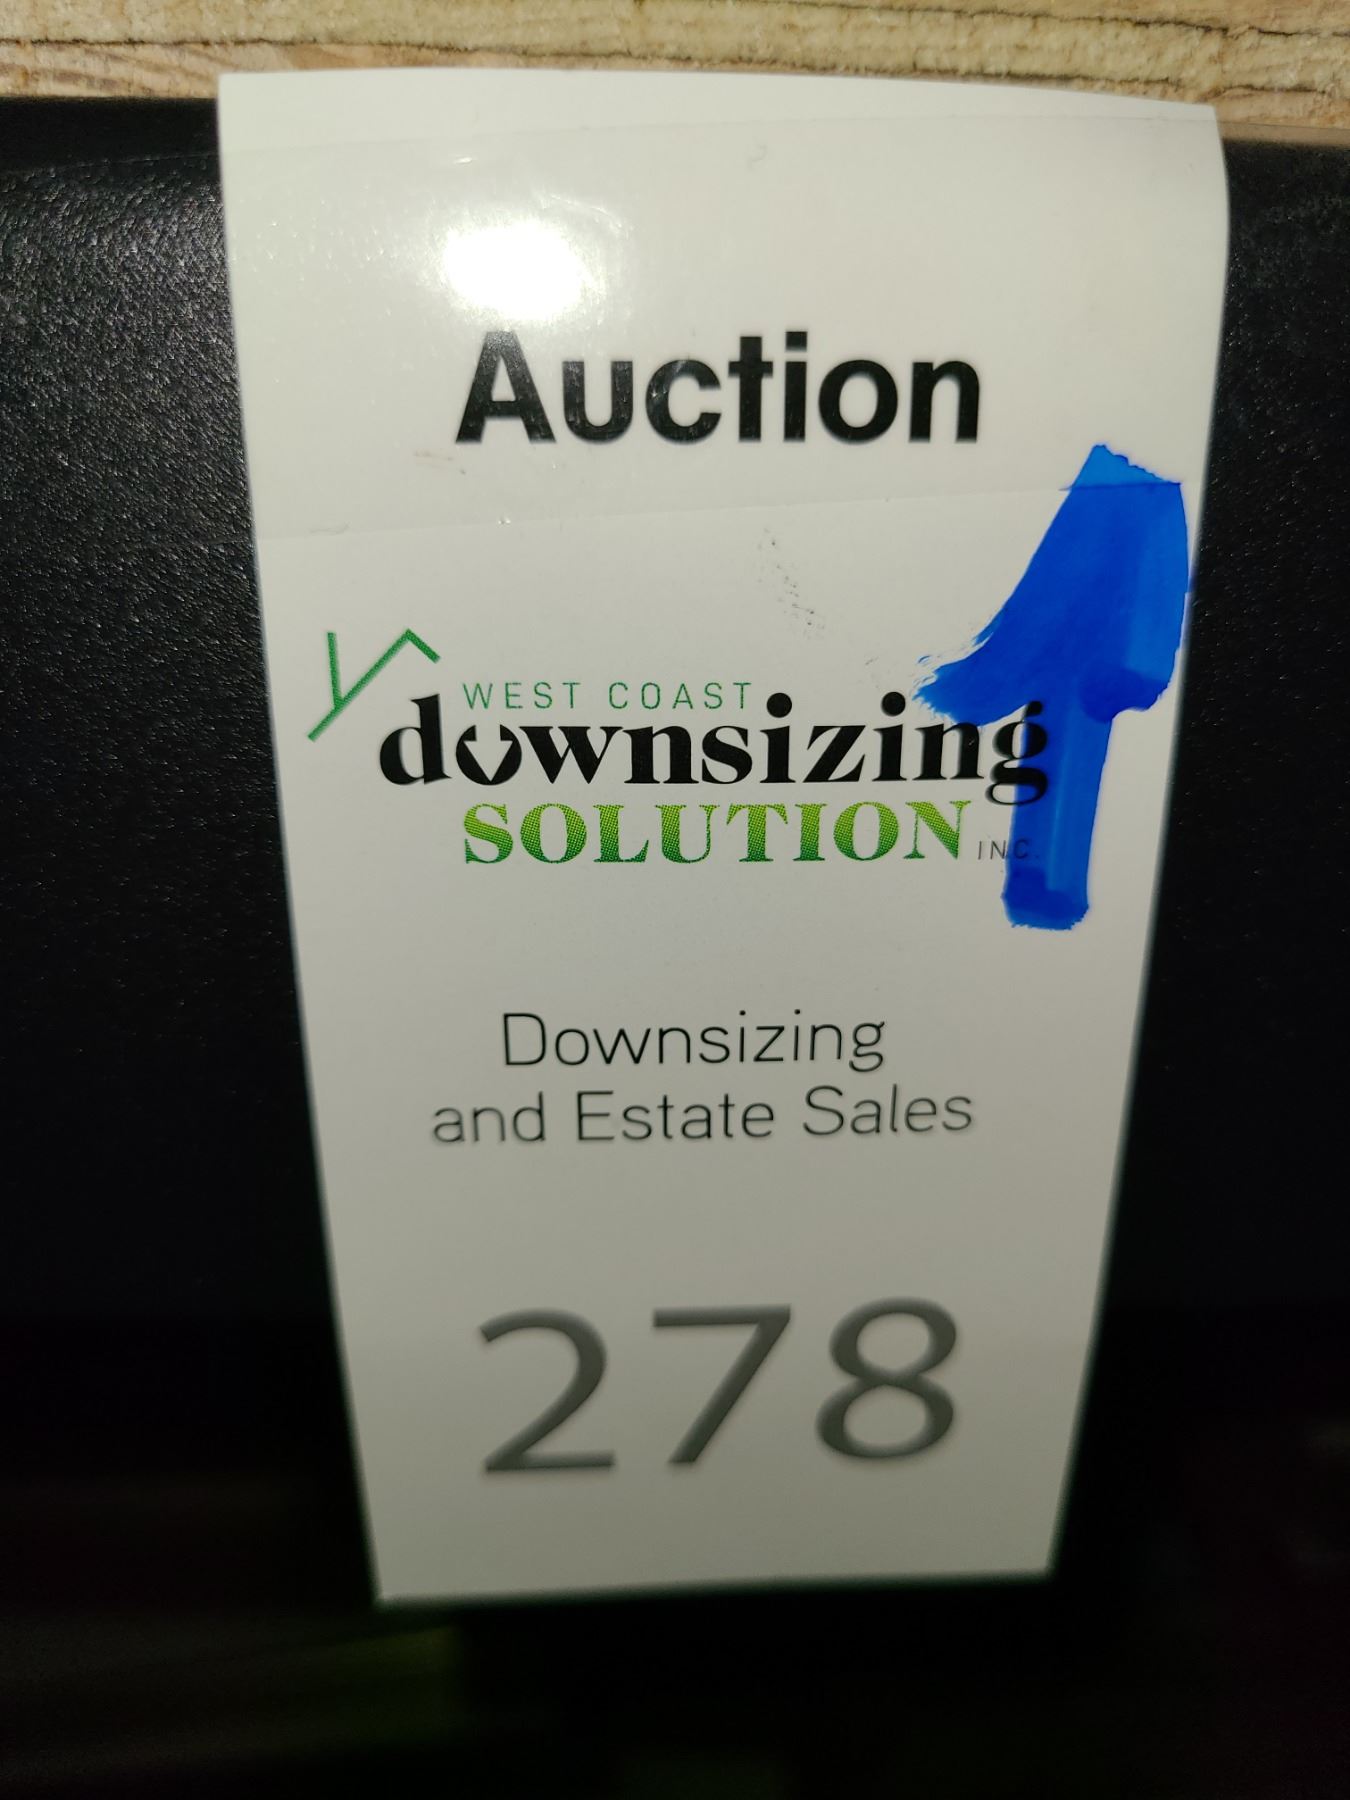 Auction
WEST COAST
downsizing
SOLUTION INC.
Downsizing
and Estate Sales
278